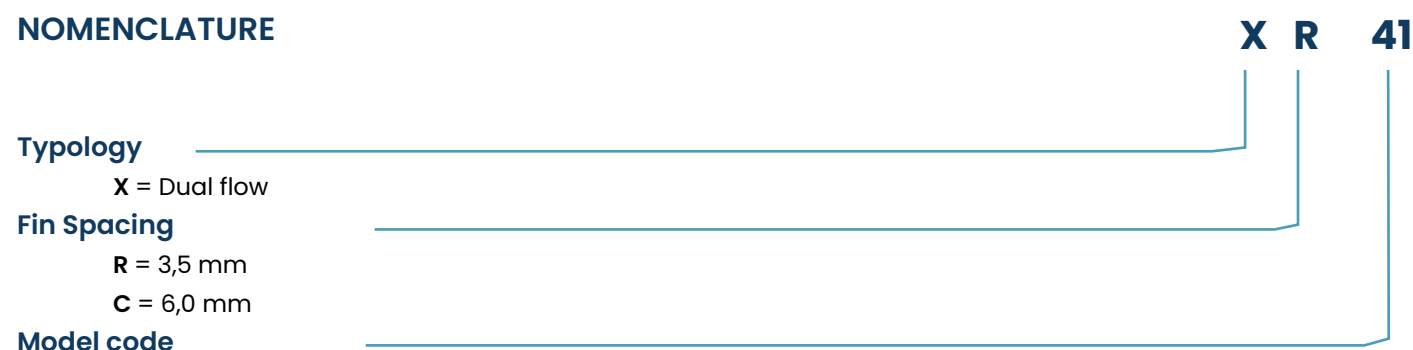 NOMENCLATURE X R 41
Typology
X = Dual flow
Fin Spacing
R = 3,5 mm
C = 6,0 mm
Model code